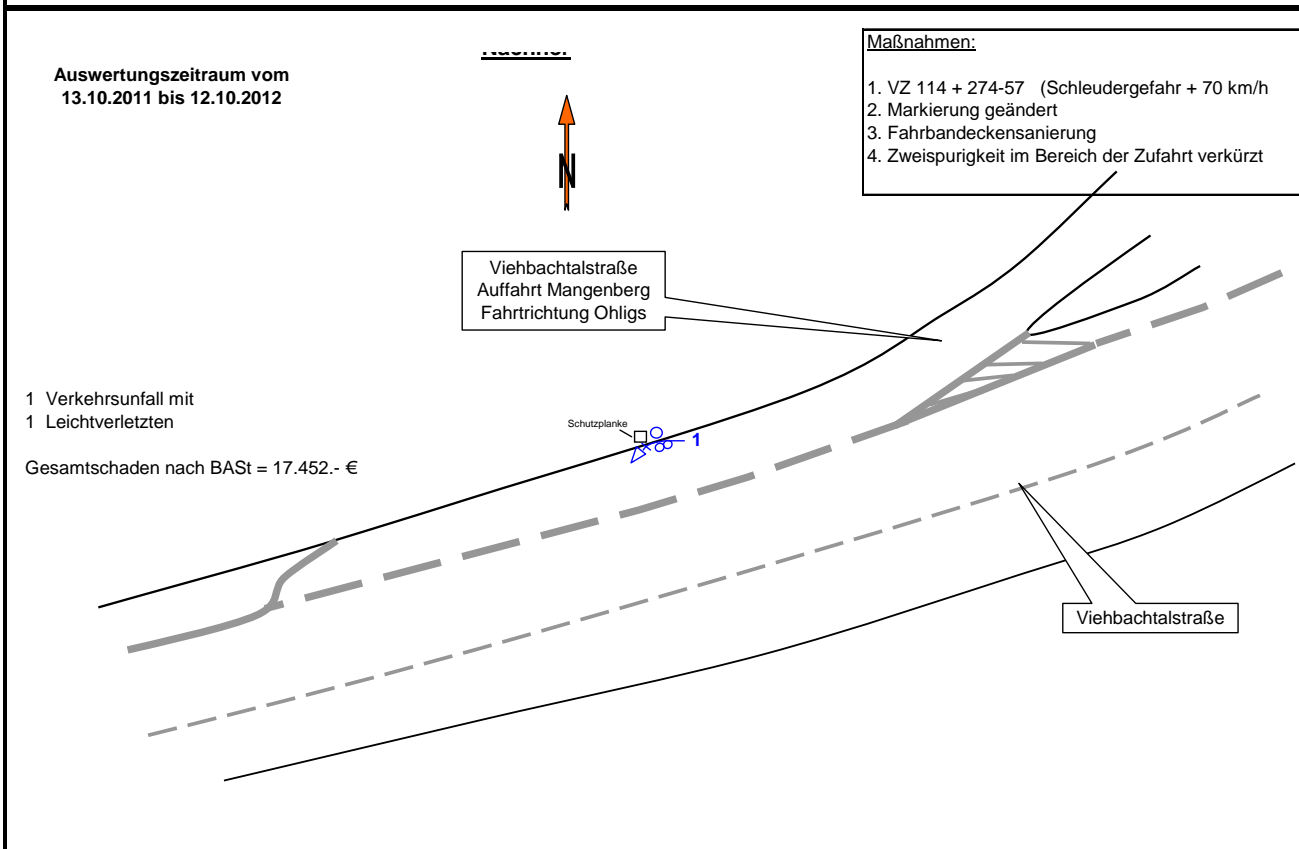 Auswertungszeitraum vom
13.10.2011 bis 12.10.2012
N
Maßnahmen:
1. VZ 114 + 274-57 (Schleudergefahr + 70 km/h
2. Markierung geändert
3. Fahrbandeckensanierung
4. Zweispurigkeit im Bereich der Zufahrt verkürzt
Viehbachtalstraße
Auffahrt Mangenberg
Fahrtrichtung Ohligs
1 Verkehrsunfall mit
1 Leichtverletzten
Gesamtschaden nach BASt = 17.452.- €
Schutzplanke
1
Viehbachtalstraße